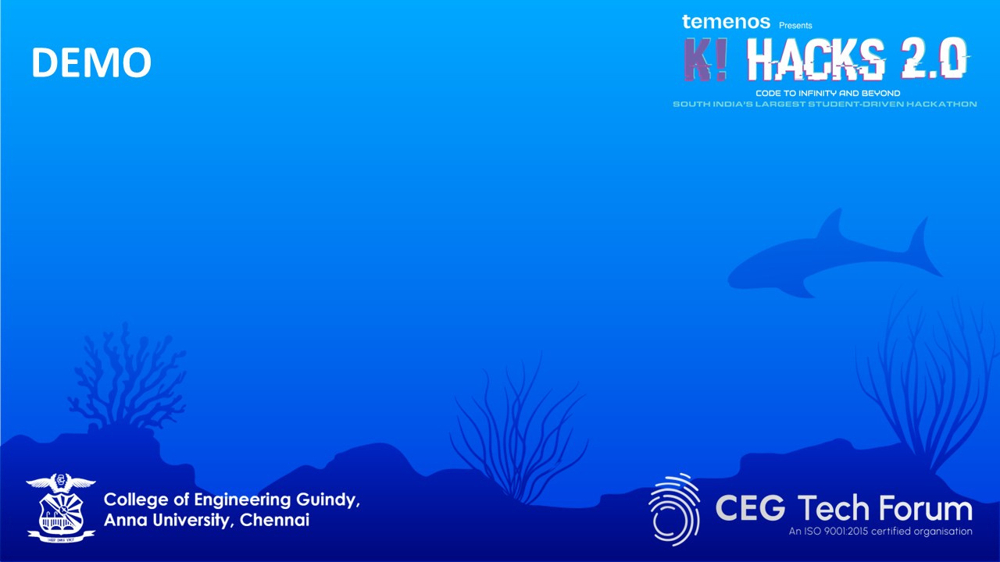 DEMO
temenos Presents
K! HACKS 2.0
CODE TO INFINITY AND BEYOND
SOUTH INDIA'S LARGEST STUDENT-DRIVEN HACKATHON
College of Engineering Guindy,
Anna University, Chennai
CEG Tech Forum
An ISO 9001:2015 certified organisation